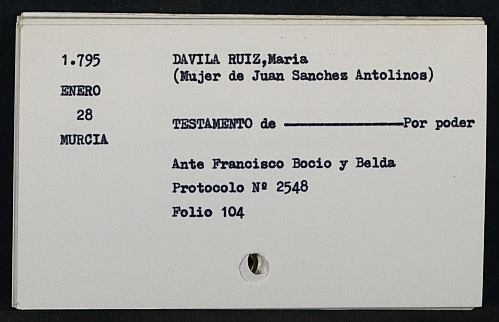 1.795
DAVILA RUIZ,Maria
(Mujer de Juan Sanchez Antolinos)
ENERO
28
TESTAMENTO de ———————Por poder
MURCIA
Ante Francisco Bocio y Belda
Protocolo Nº 2548
Folio 104